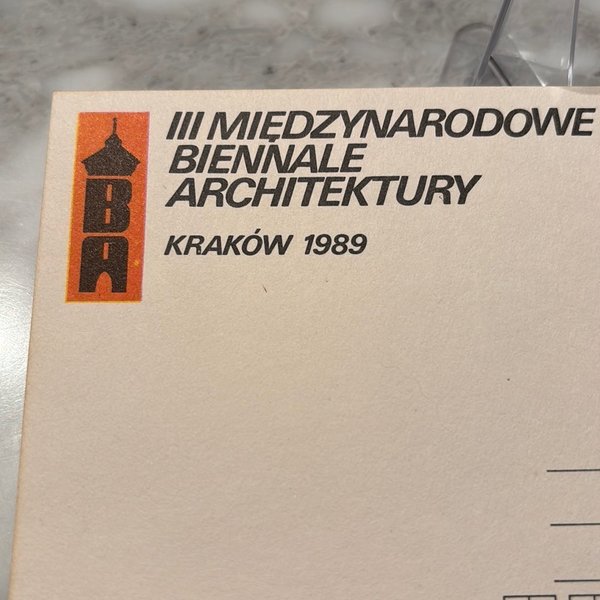 III MIĘDZYNARODOWE
BIENNALE
ARCHITEKTURY
KRAKÓW 1989
B
A